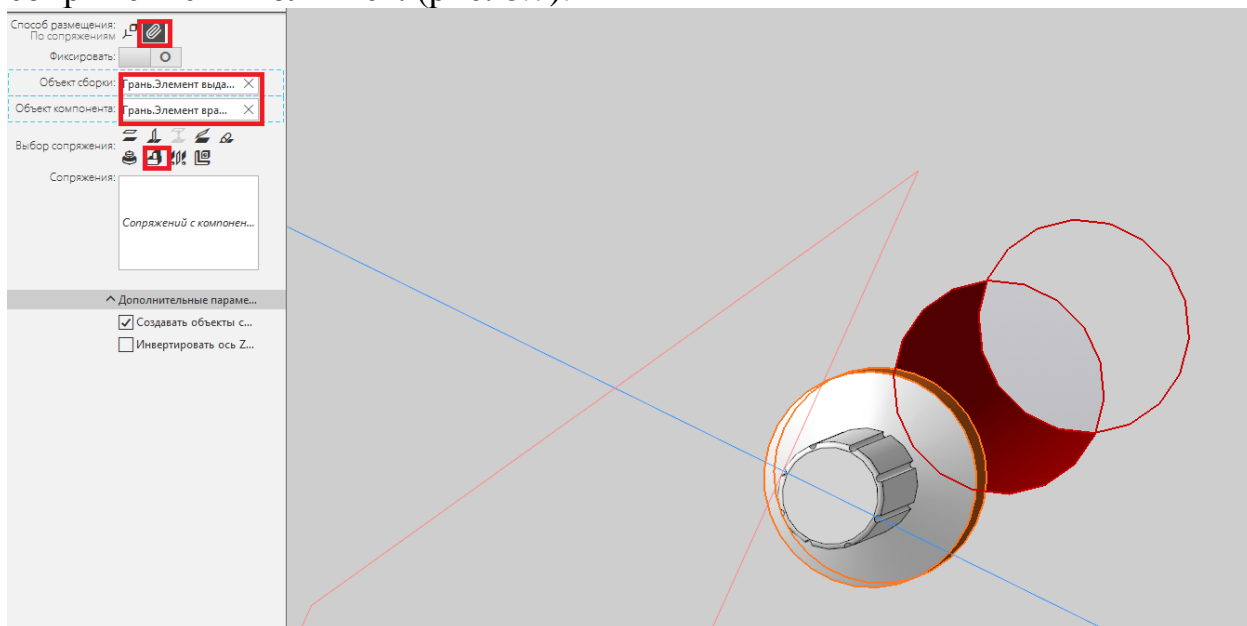 Способ размещения:
По сопряжениям
Фиксировать:
Объект сборки: Грань.Элемент выда...
Объект компонента: Грань.Элемент вра...
Выбор сопряжения:
Сопряжения:
Сопряжений с компонен...
Дополнительные параме...
Создавать объекты с...
Инвертировать ось Z...